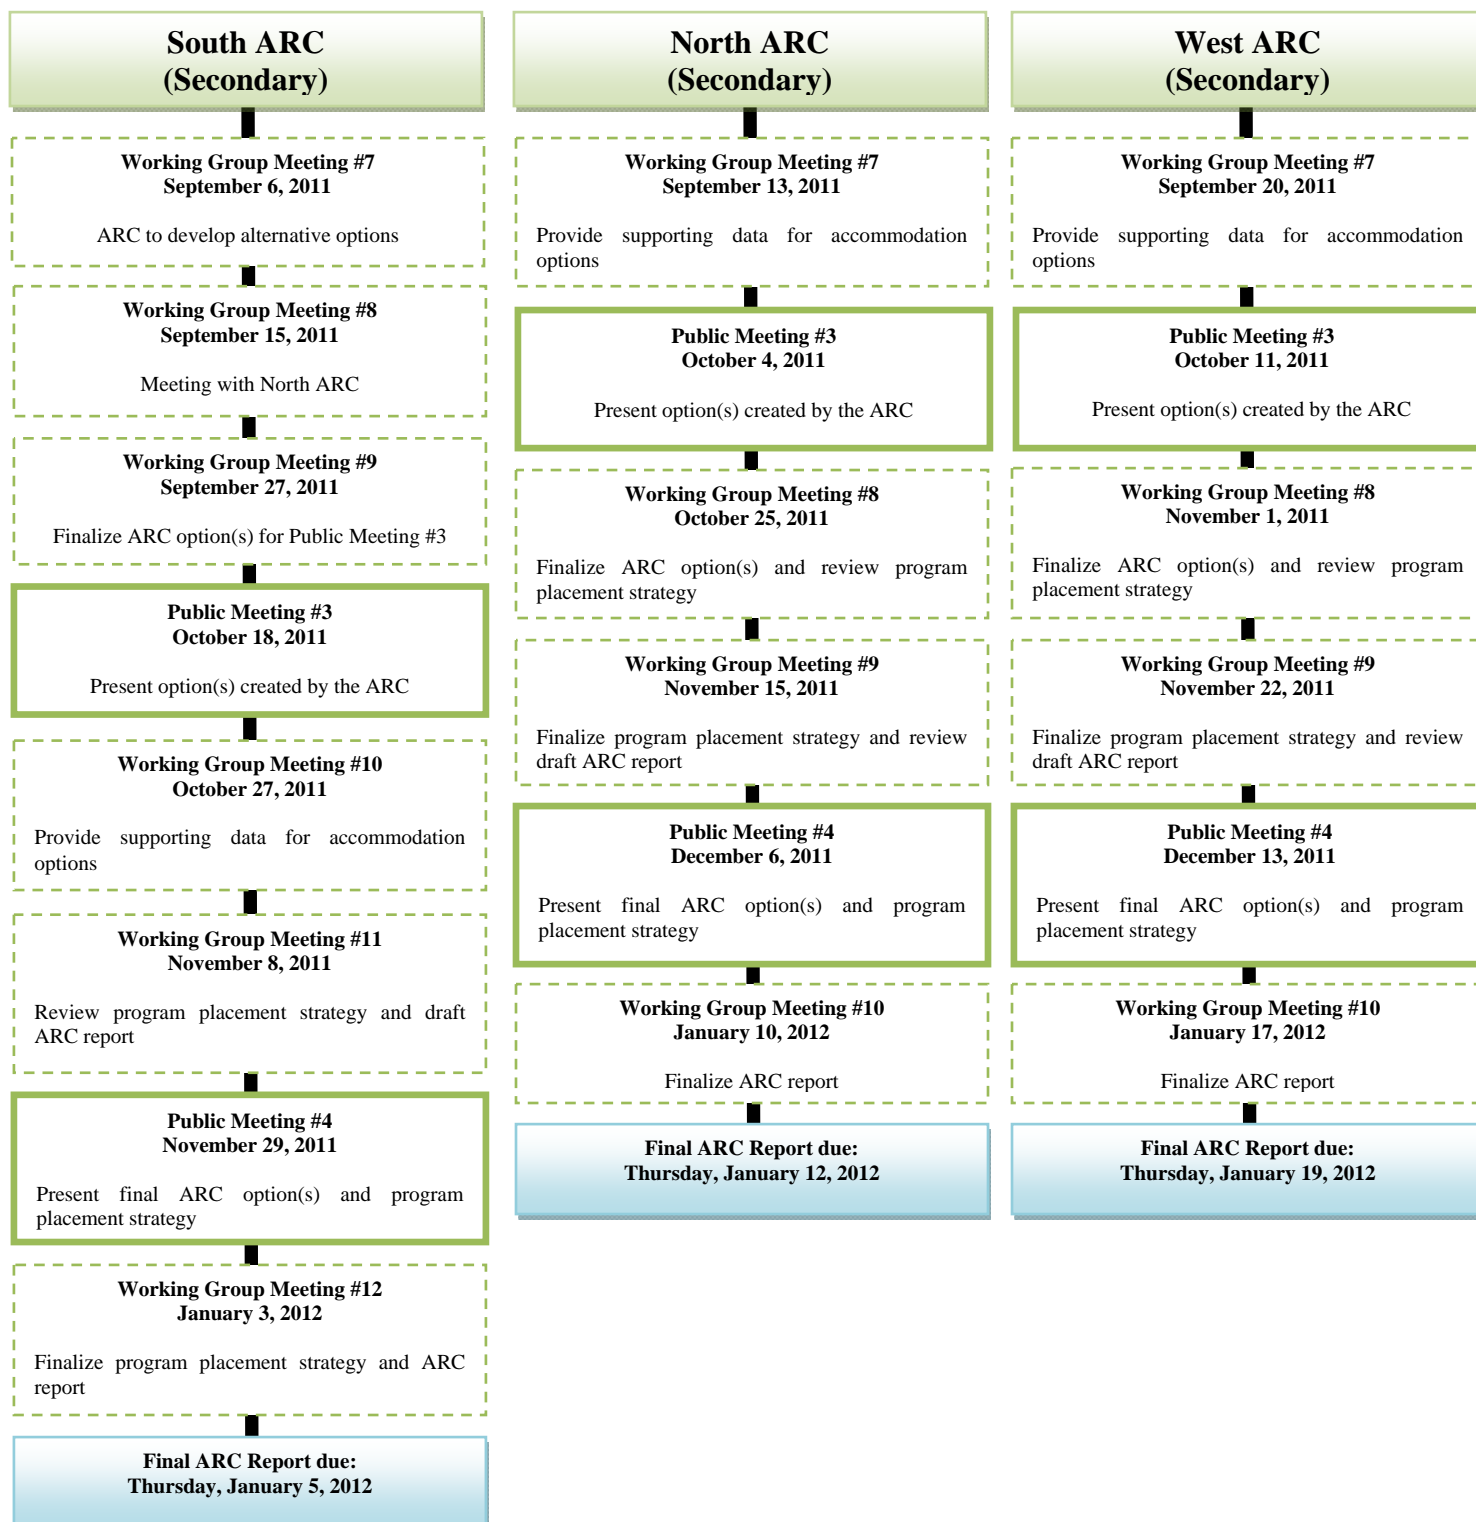 South ARC
(Secondary)
Working Group Meeting #7
September 6, 2011
ARC to develop alternative options
Working Group Meeting #8
September 15, 2011
Meeting with North ARC
Working Group Meeting #9
September 27, 2011
Finalize ARC option(s) for Public Meeting #3
Public Meeting #3
October 18, 2011
Present option(s) created by the ARC
Working Group Meeting #10
October 27, 2011
Provide supporting data for accommodation
options
Working Group Meeting #11
November 8, 2011
Review program placement strategy and draft
ARC report
Public Meeting #4
November 29, 2011
Present final ARC option(s) and program
placement strategy
Working Group Meeting #12
January 3, 2012
Finalize program placement strategy and ARC
report
Final ARC Report due:
Thursday, January 5, 2012
North ARC
(Secondary)
Working Group Meeting #7
September 13, 2011
Provide supporting data for accommodation
options
Public Meeting #3
October 4, 2011
Present option(s) created by the ARC
Working Group Meeting #8
October 25, 2011
Finalize ARC option(s) and review program
placement strategy
Working Group Meeting #9
November 15, 2011
Finalize program placement strategy and review
draft ARC report
Public Meeting #4
December 6, 2011
Present final ARC option(s) and program
placement strategy
Working Group Meeting #10
January 10, 2012
Finalize ARC report
Final ARC Report due:
Thursday, January 12, 2012
West ARC
(Secondary)
Working Group Meeting #7
September 20, 2011
Provide supporting data for accommodation
options
Public Meeting #3
October 11, 2011
Present option(s) created by the ARC
Working Group Meeting #8
November 1, 2011
Finalize ARC option(s) and review program
placement strategy
Working Group Meeting #9
November 22, 2011
Finalize program placement strategy and review
draft ARC report
Public Meeting #4
December 13, 2011
Present final ARC option(s) and program
placement strategy
Working Group Meeting #10
January 17, 2012
Finalize ARC report
Final ARC Report due:
Thursday, January 19, 2012